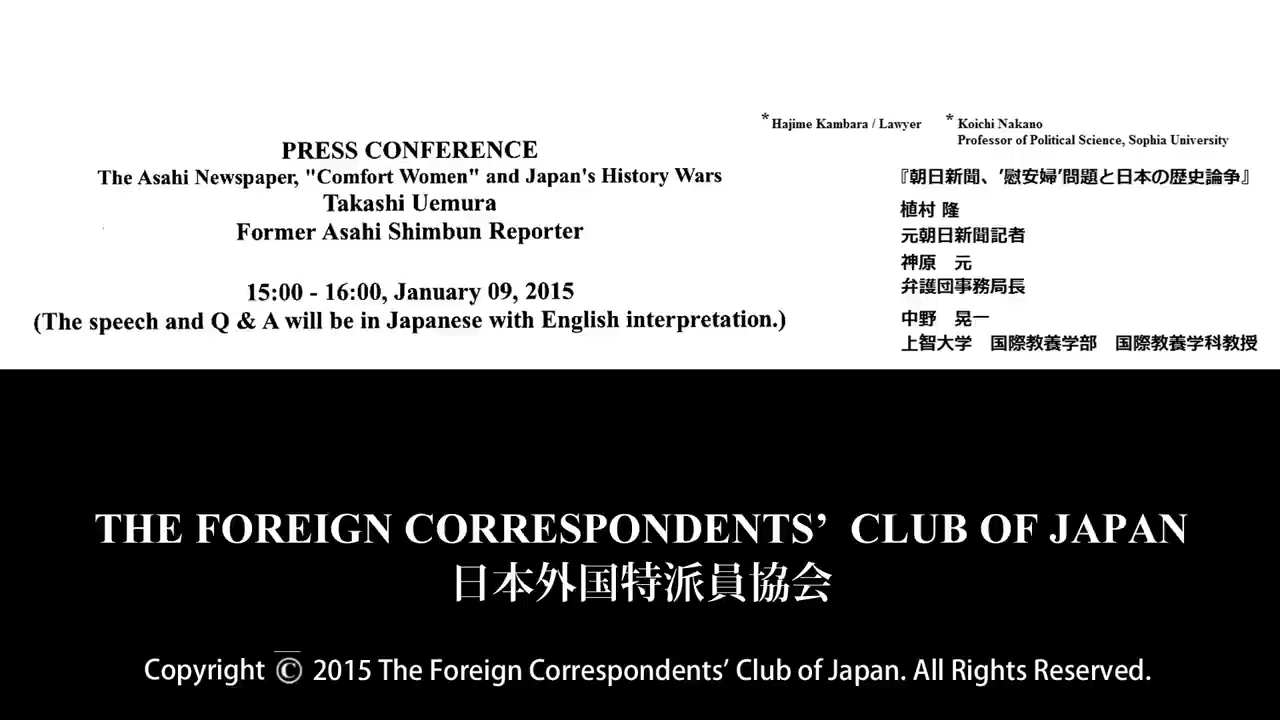 PRESS CONFERENCE
The Asahi Newspaper, "Comfort Women" and Japan's History Wars
Takashi Uemura
Former Asahi Shimbun Reporter
15:00 - 16:00, January 09, 2015
(The speech and Q & A will be in Japanese with English interpretation.)
*Hajime Kambara / Lawyer
*Koichi Nakano
Professor of Political Science, Sophia University
『朝日新聞、’慰安婦’問題と日本の歴史論争』
植村 隆
元朝日新聞記者
神原　元
弁護団事務局長
中野　晃一
上智大学　国際教養学部　国際教養学科教授
THE FOREIGN CORRESPONDENTS’ CLUB OF JAPAN
日本外国特派員協会
Copyright © 2015 The Foreign Correspondents’ Club of Japan. All Rights Reserved.